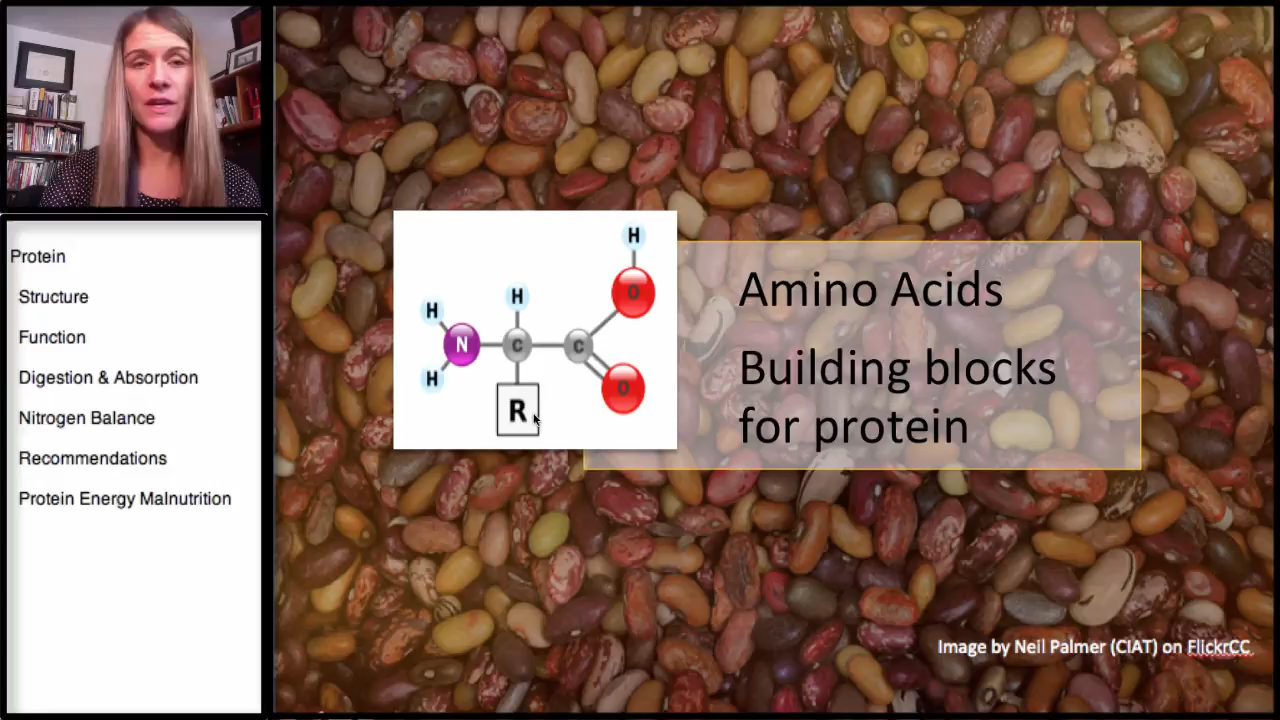 Protein
Structure
Function
Digestion & Absorption
Nitrogen Balance
Recommendations
Protein Energy Malnutrition
H
H
H
N
C
C
O
H
O
R
Amino Acids
Building blocks
for protein
Image by Neil Palmer (CIAT) on FlickrCC